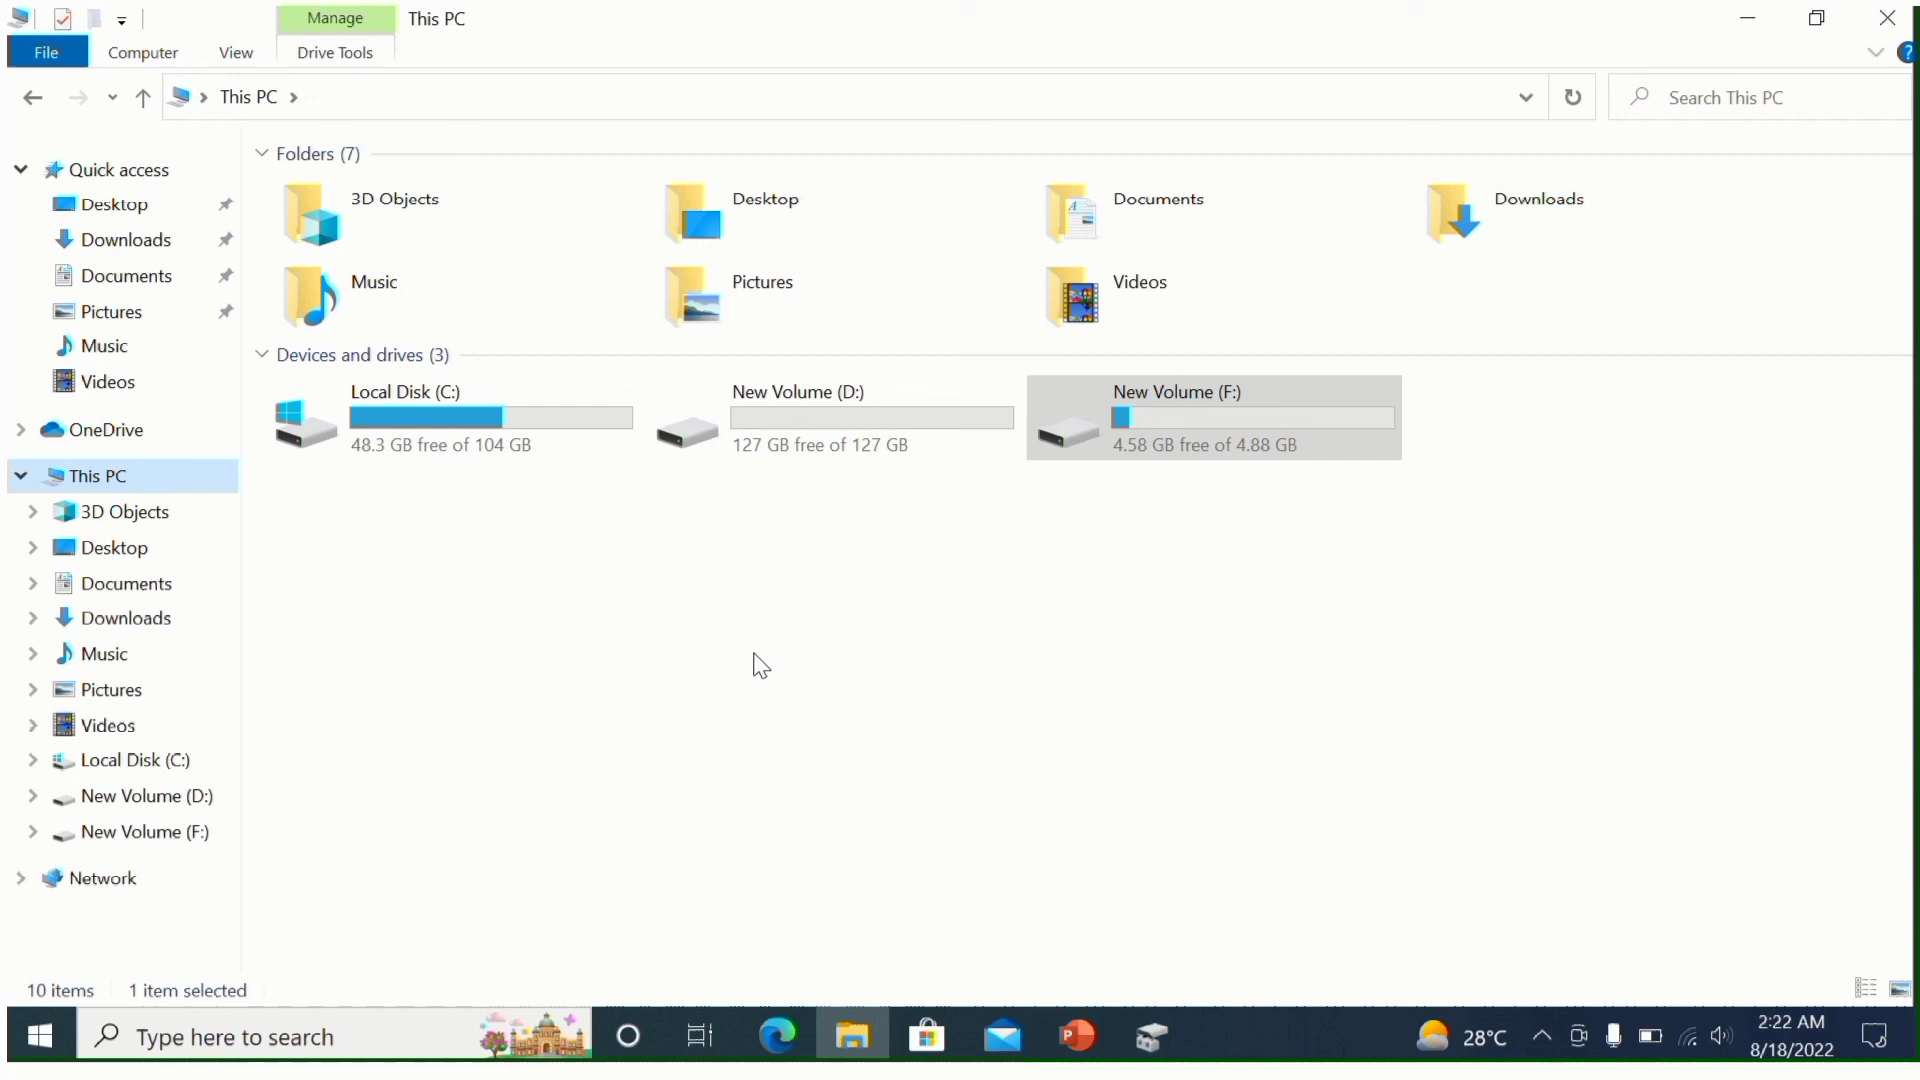 Manage
This PC
File
Computer
View
Drive Tools
?
This PC
Search This PC
Quick access
Desktop
Downloads
Documents
Pictures
Music
Videos
OneDrive
This PC
3D Objects
Desktop
Documents
Downloads
Music
Pictures
Videos
Local Disk (C:)
New Volume (D:)
New Volume (F:)
Network
Folders (7)
3D Objects
Desktop
Documents
Downloads
Music
Pictures
Videos
Devices and drives (3)
Local Disk (C:)
48.3 GB free of 104 GB
New Volume (D:)
127 GB free of 127 GB
New Volume (F:)
4.58 GB free of 4.88 GB
10 items
1 item selected
Type here to search
28°C
2:22 AM
8/18/2022